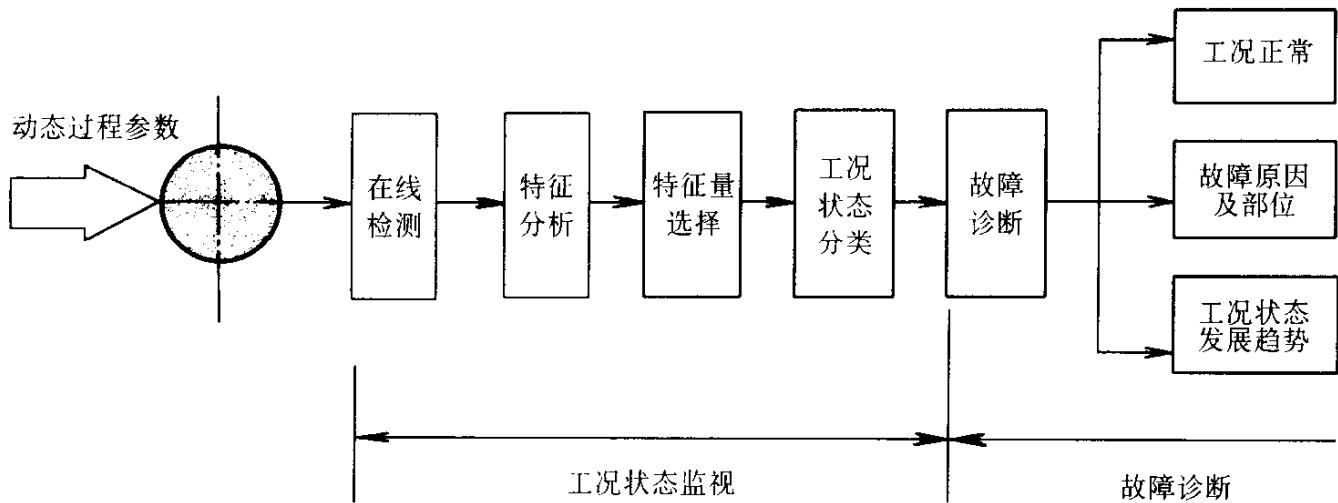 工况正常
动态过程参数
在线
检测
特征
分析
特征量
选择
工况
状态
分类
故障
诊断
故障原因
及部位
工况状态
发展趋势
工况状态监视
故障诊断